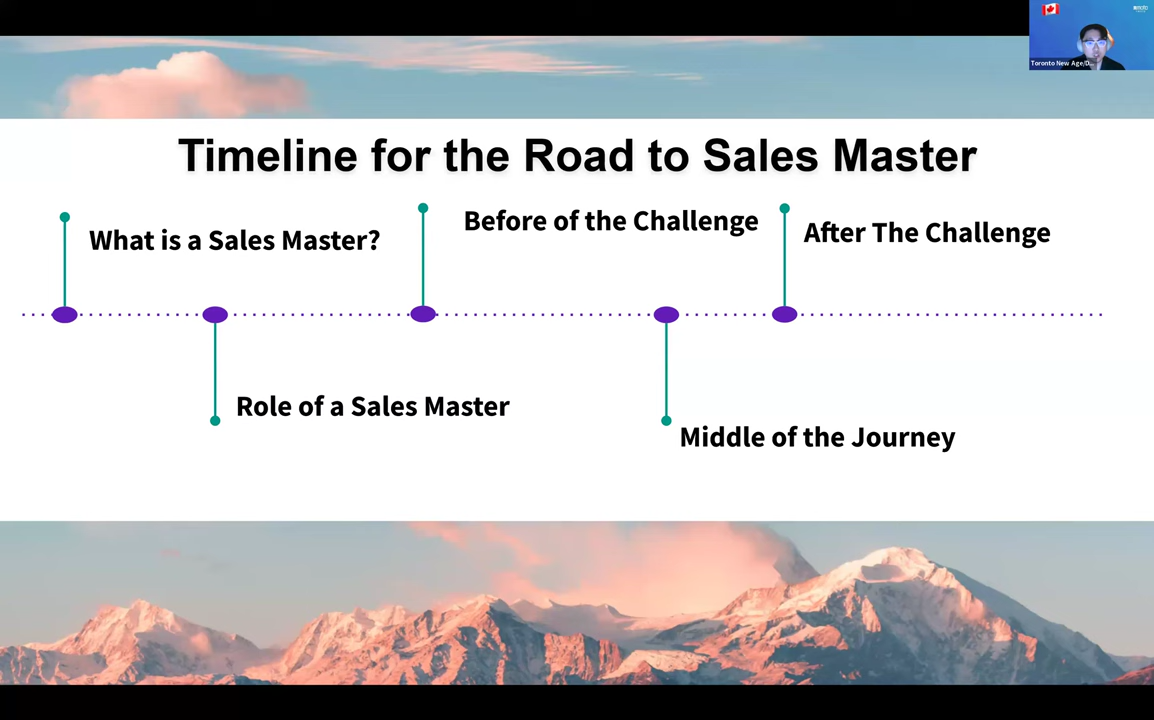 Toronto New Age/D...
Timeline for the Road to Sales Master
What is a Sales Master?
Before of the Challenge
After The Challenge
Role of a Sales Master
Middle of the Journey